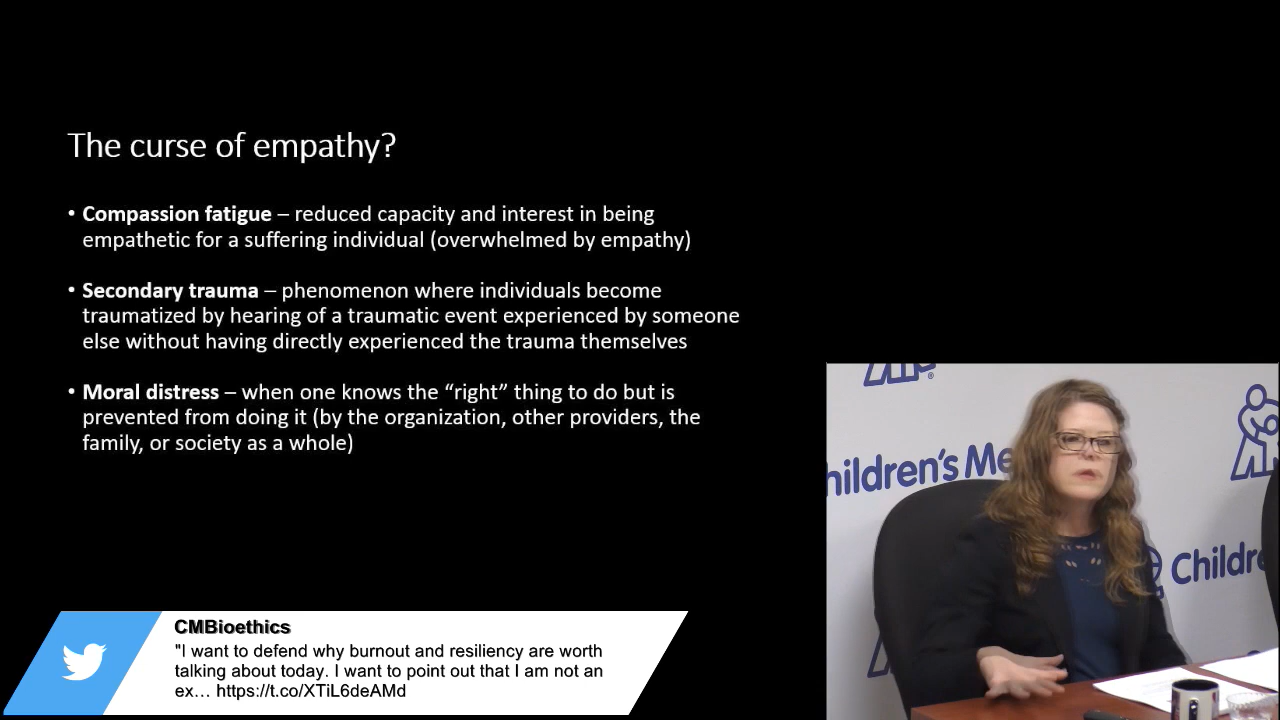 The curse of empathy?
• Compassion fatigue – reduced capacity and interest in being
empathetic for a suffering individual (overwhelmed by empathy)
• Secondary trauma – phenomenon where individuals become
traumatized by hearing of a traumatic event experienced by someone
else without having directly experienced the trauma themselves
• Moral distress – when one knows the “right” thing to do but is
prevented from doing it (by the organization, other providers, the
family, or society as a whole)
hildren's Me
Childre
CMBioethics
"I want to defend why burnout and resiliency are worth
talking about today. I want to point out that I am not an
ex... https://t.co/XTiL6deAMd